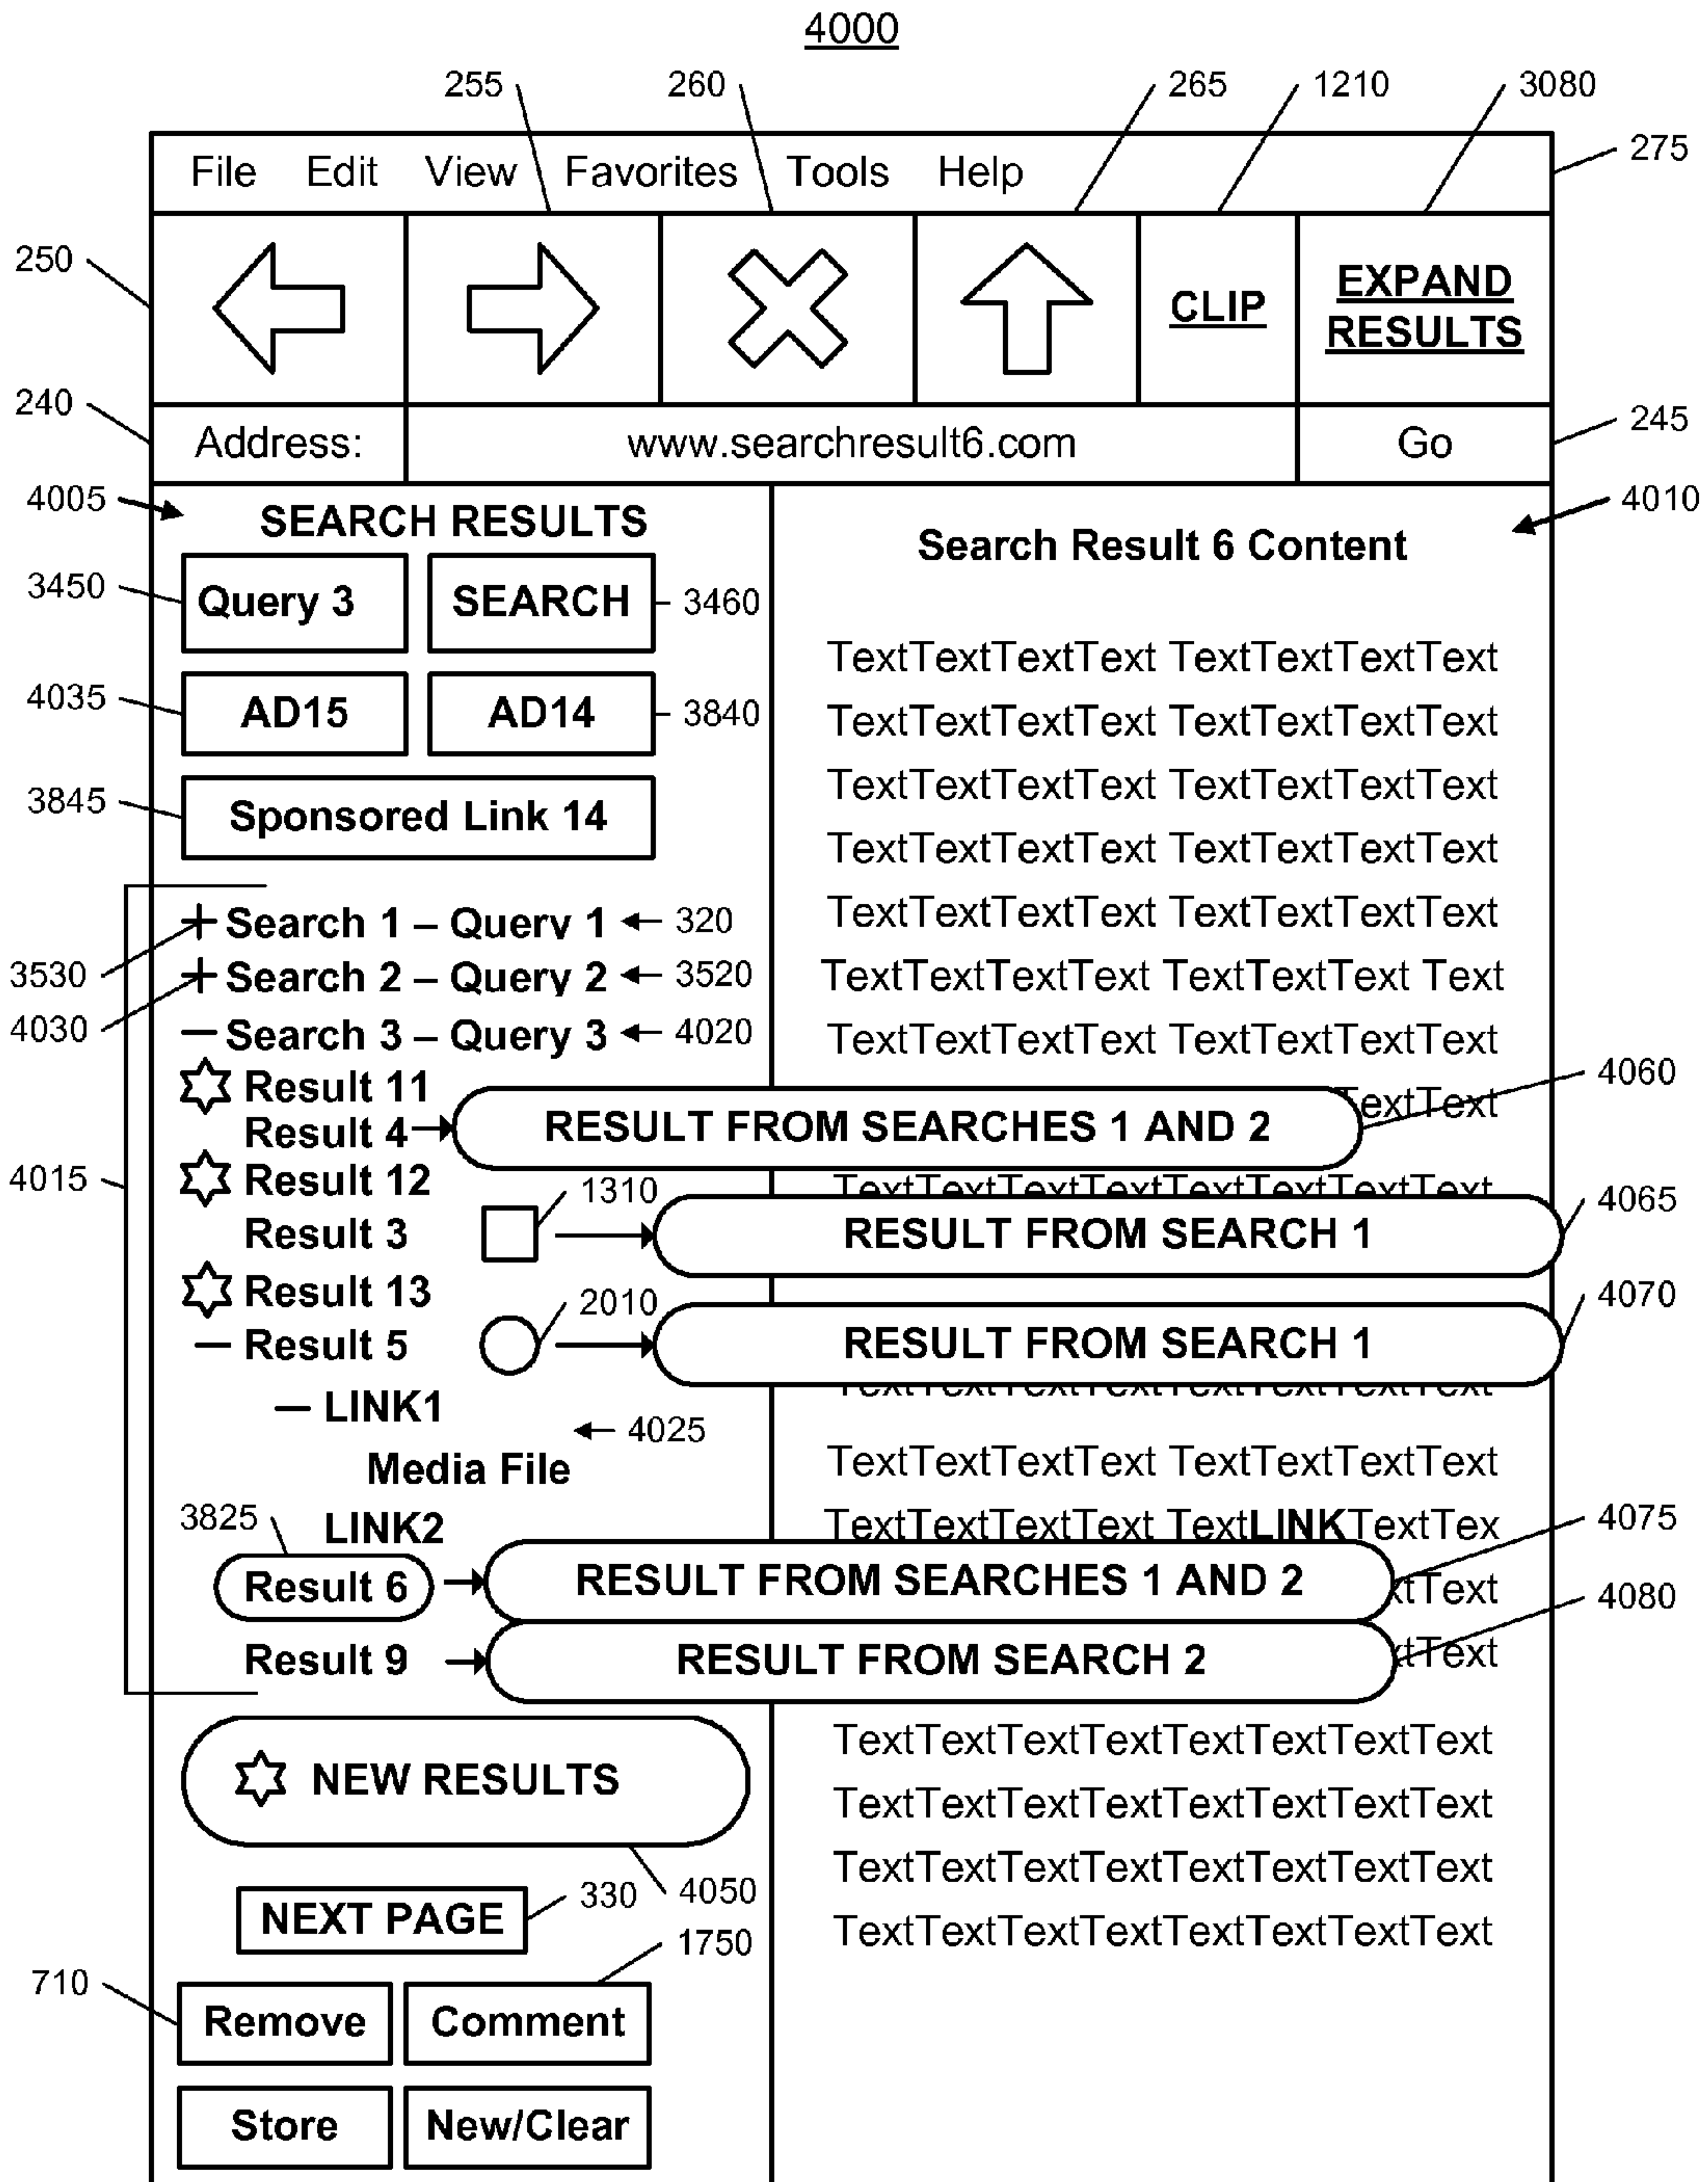 4000
255 260 265 1210 3080
File Edit View Favorites Tools Help 275
250 CLIP EXPAND
RESULTS
240 Address: www.searchresult6.com Go 245
4005 SEARCH RESULTS 4010
Search Result 6 Content
3450 Query 3 SEARCH 3460
TextTextTextText TextTextTextText
4035 AD15 AD14 3840
TextTextTextText TextTextTextText
TextTextTextText TextTextTextText
3845 Sponsored Link 14
TextTextTextText TextTextTextText
+ Search 1 – Query 1 320
TextTextTextText TextTextTextText
3530
+ Search 2 – Query 2 3520
TextTextTextText TextTextText Text
4030
– Search 3 – Query 3 4020
TextTextTextText TextTextTextText
Result 11 4060
extText
Result 4 RESULT FROM SEARCHES 1 AND 2
4015 Result 12 1310
TextTextTextTextTextTextTextText
4065
Result 3 RESULT FROM SEARCH 1
Result 13 2010 4070
– Result 5 RESULT FROM SEARCH 1
TextTextTextTextTextTextTextText
– LINK1
4025
Media File TextTextTextText TextTextTextText
3825 LINK2 TextTextTextText TextLINKTextTex 4075
Result 6 RESULT FROM SEARCHES 1 AND 2 xtText
4080
Result 9 RESULT FROM SEARCH 2 xtText
TextTextTextTextTextTextTextText
NEW RESULTS
TextTextTextTextTextTextTextText
TextTextTextTextTextTextTextText
330 4050
NEXT PAGE
TextTextTextTextTextTextTextText
1750
710
Remove Comment
Store New/Clear